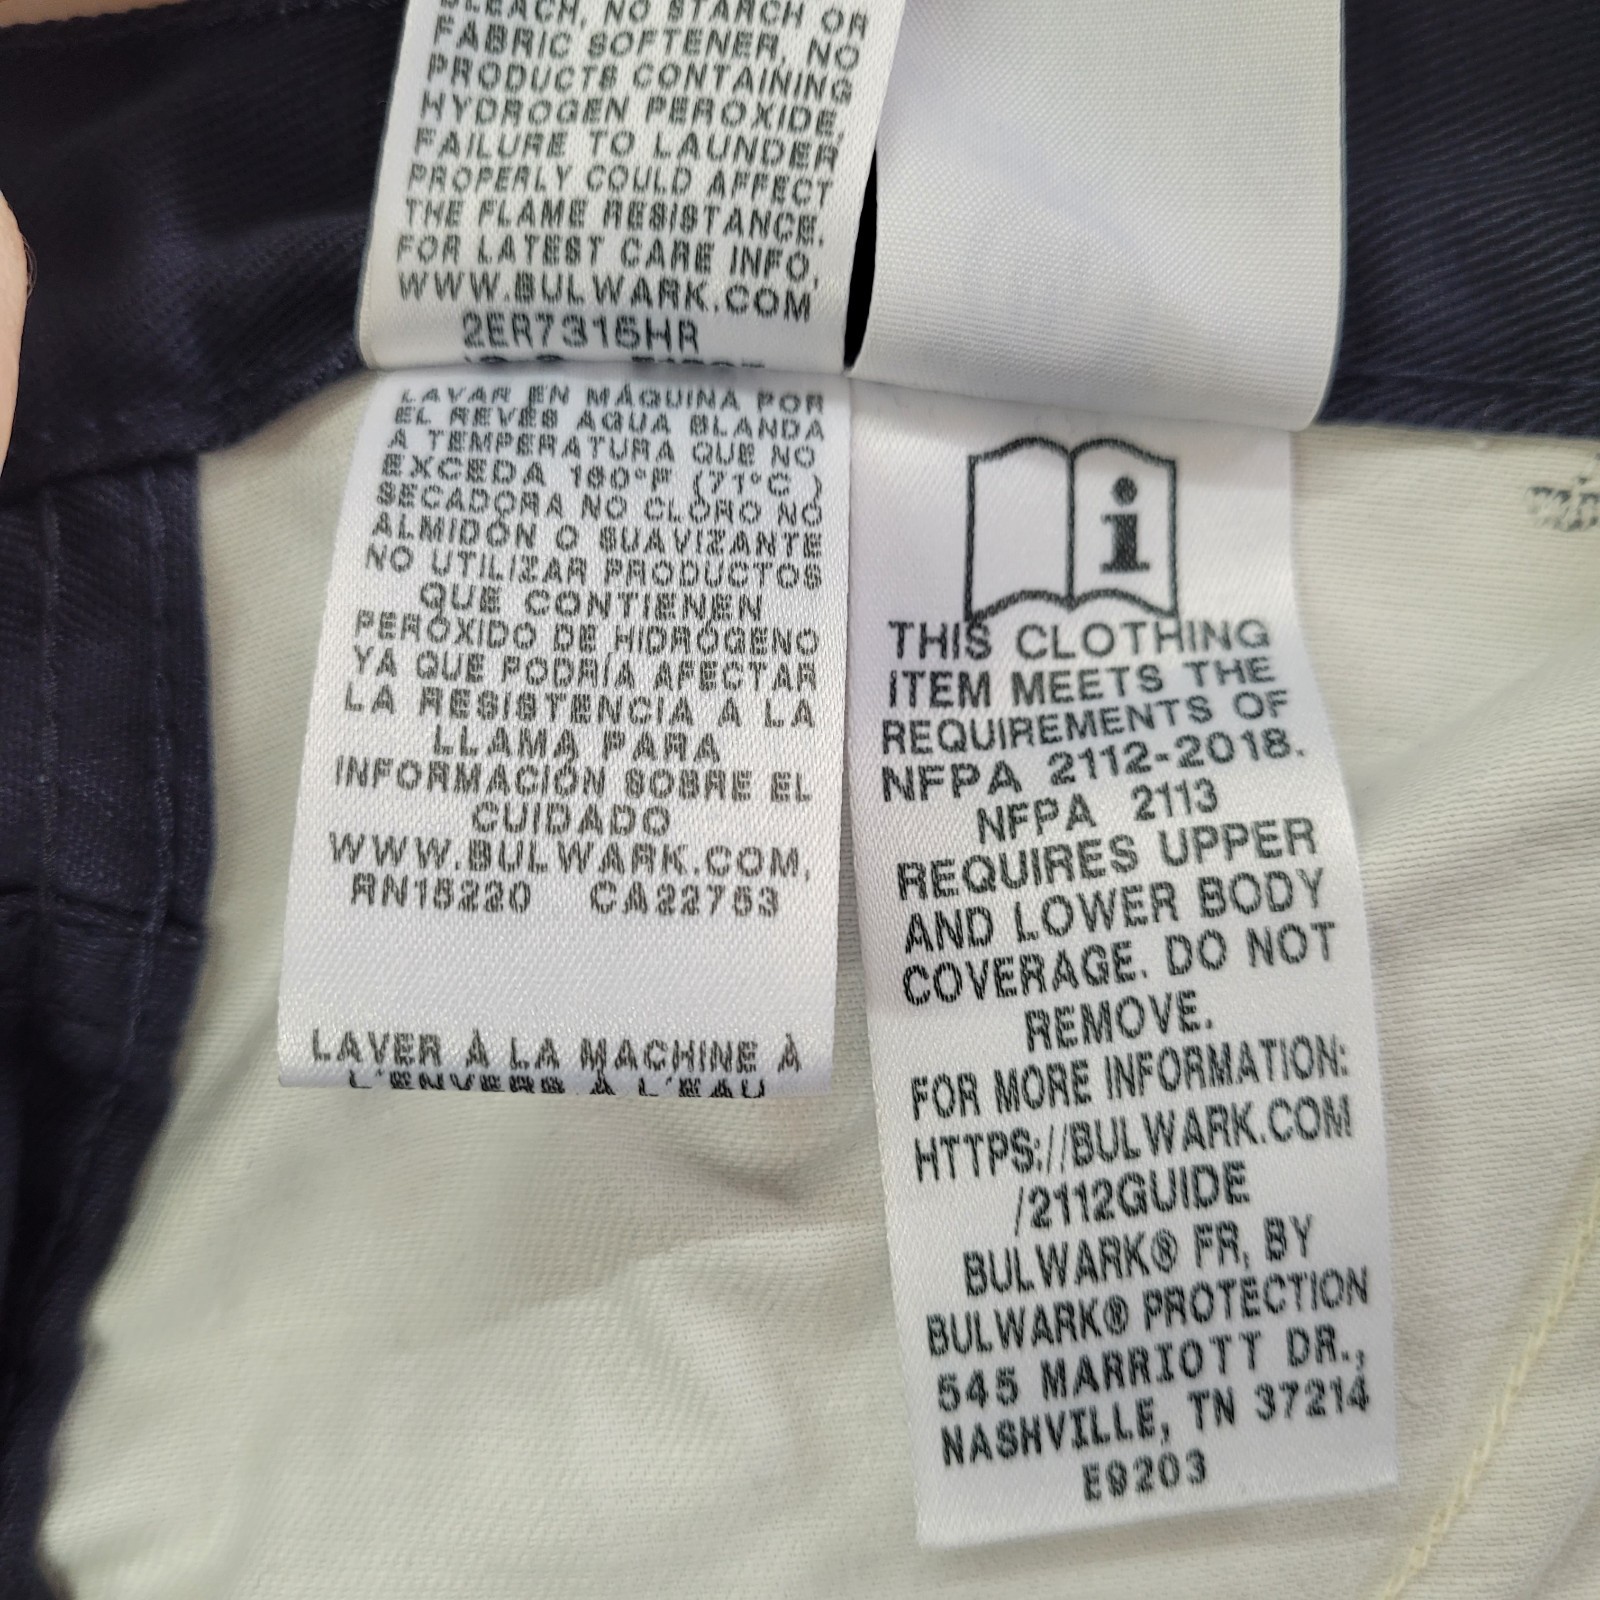 BLEACH, NO STARCH OR
FABRIC SOFTENER, NO
PRODUCTS CONTAINING
HYDROGEN PEROXIDE.
FAILURE TO LAUNDER
PROPERLY COULD AFFECT
THE FLAME RESISTANCE.
FOR LATEST CARE INFO,
WWW.BULWARK.COM
2ER7315HR
LAVAR EN MÁQUINA POR
EL REVÉS AGUA BLANDA
A TEMPERATURA QUE NO
EXCEDA 160°F (71°C)
SECADORA NO CLORO NO
ALMIDÓN O SUAVIZANTE
NO UTILIZAR PRODUCTOS
QUE CONTIENEN
PERÓXIDO DE HIDRÓGENO
YA QUE PODRÍA AFECTAR
LA RESISTENCIA A LA
LLAMA PARA
INFORMACIÓN SOBRE EL
CUIDADO
WWW.BULWARK.COM,
RN15220 CA22753
LAVER À LA MACHINE À
L'ENVERS À L'EAU
i
THIS CLOTHING
ITEM MEETS THE
REQUIREMENTS OF
NFPA 2112-2018.
NFPA 2113
REQUIRES UPPER
AND LOWER BODY
COVERAGE. DO NOT
REMOVE.
FOR MORE INFORMATION:
HTTPS://BULWARK.COM
/2112GUIDE
BULWARK® FR, BY
BULWARK® PROTECTION
545 MARRIOTT DR.,
NASHVILLE, TN 37214
E9203